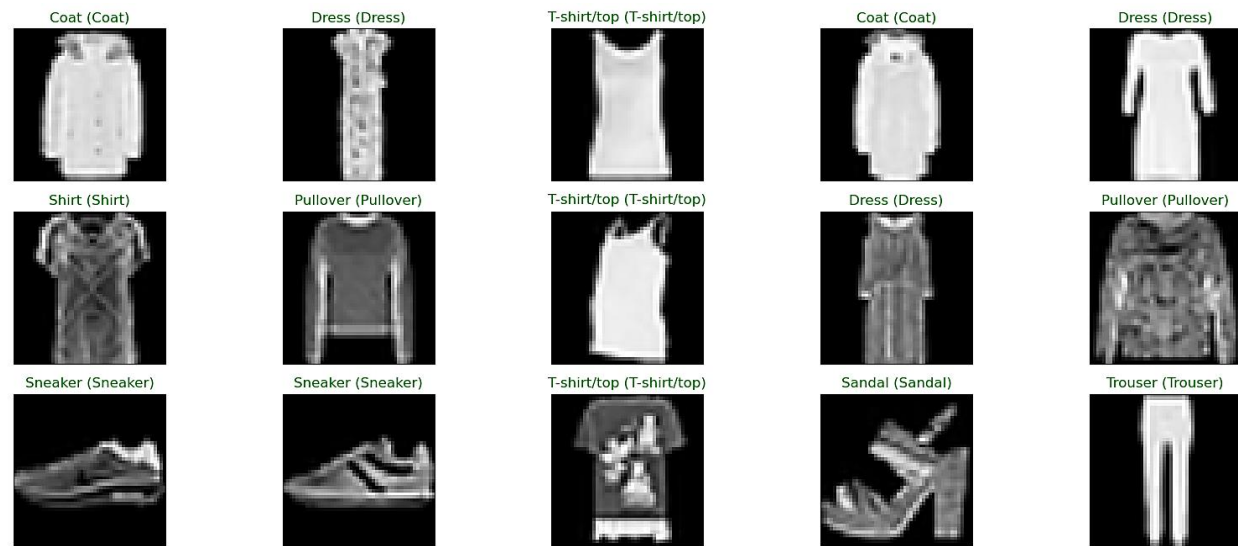 Coat (Coat)
Dress (Dress)
T-shirt/top (T-shirt/top)
Coat (Coat)
Dress (Dress)
Shirt (Shirt)
Pullover (Pullover)
T-shirt/top (T-shirt/top)
Dress (Dress)
Pullover (Pullover)
Sneaker (Sneaker)
Sneaker (Sneaker)
T-shirt/top (T-shirt/top)
Sandal (Sandal)
Trouser (Trouser)